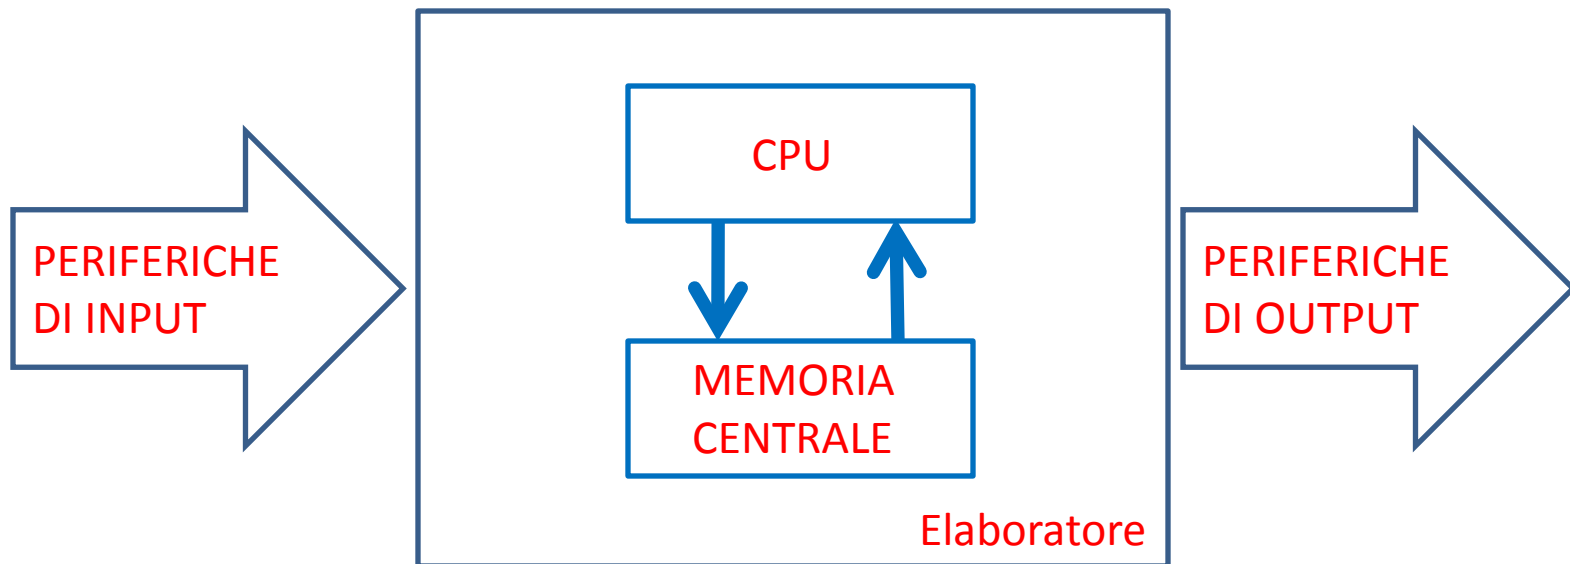 PERIFERICHE
DI INPUT
CPU
MEMORIA
CENTRALE
Elaboratore
PERIFERICHE
DI OUTPUT